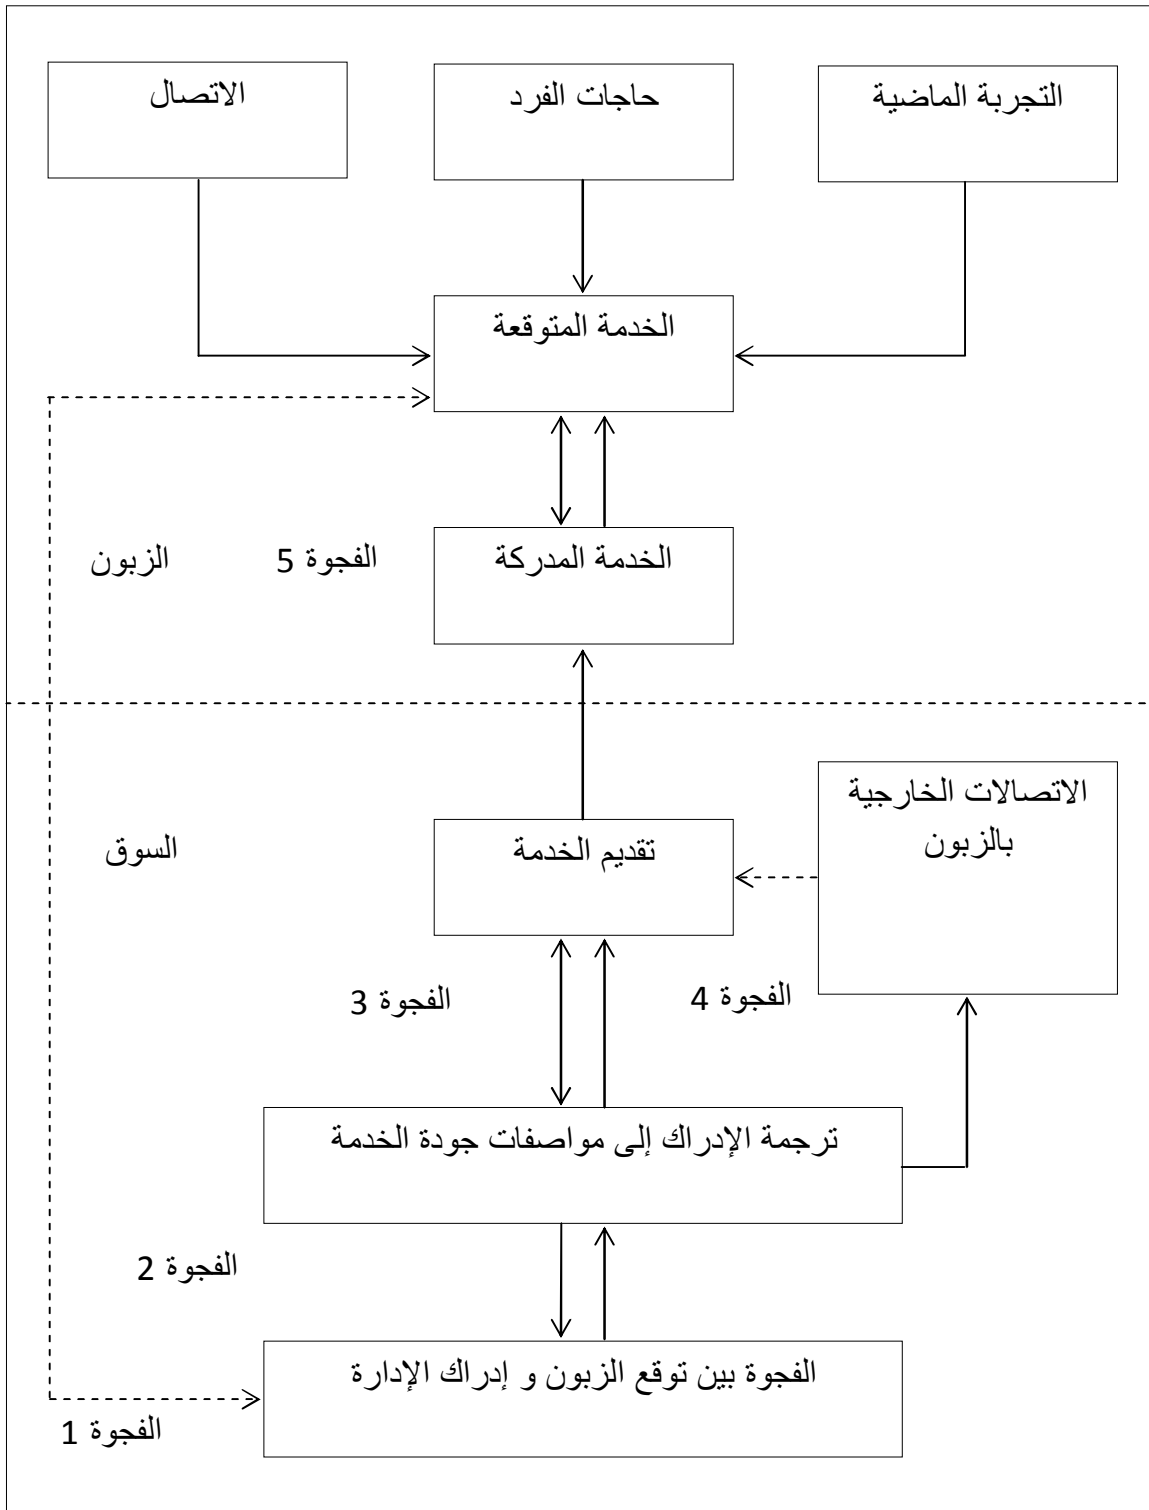 التجربة الماضية
حاجات الفرد
الاتصال
الخدمة المتوقعة
الخدمة المدركة
الفجوة 5
الزبون
الاتصالات الخارجية
بالزبون
تقديم الخدمة
السوق
الفجوة 4
الفجوة 3
ترجمة الإدراك إلى مواصفات جودة الخدمة
الفجوة 2
الفجوة بين توقع الزبون و إدراك الإدارة
الفجوة 1